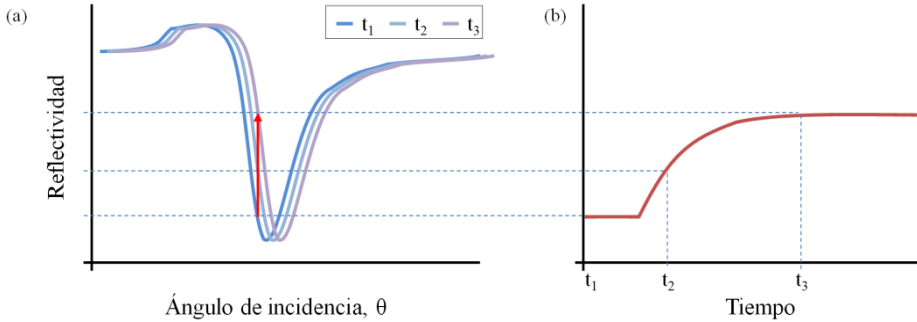 (a)
t₁ t₂ t₃
(b)
Reflectividad
t₁ t₂ t₃
Ángulo de incidencia, θ
Tiempo